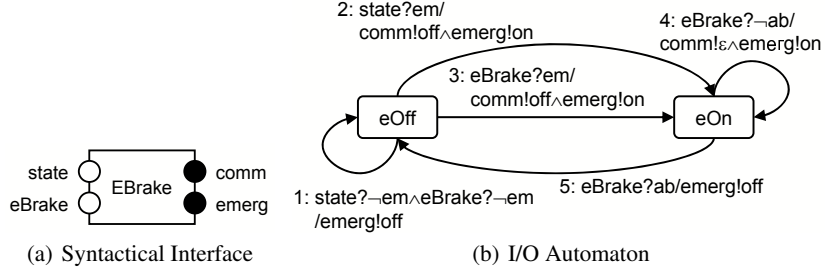 2: state?em/
comm!off∧emerg!on
4: eBrake?¬ab/
comm!ε∧emerg!on
3: eBrake?em/
comm!off∧emerg!on
eOff
eOn
state
eBrake
EBrake
comm
emerg
1: state?¬em∧eBrake?¬em
/emerg!off
5: eBrake?ab/emerg!off
(a) Syntactical Interface
(b) I/O Automaton